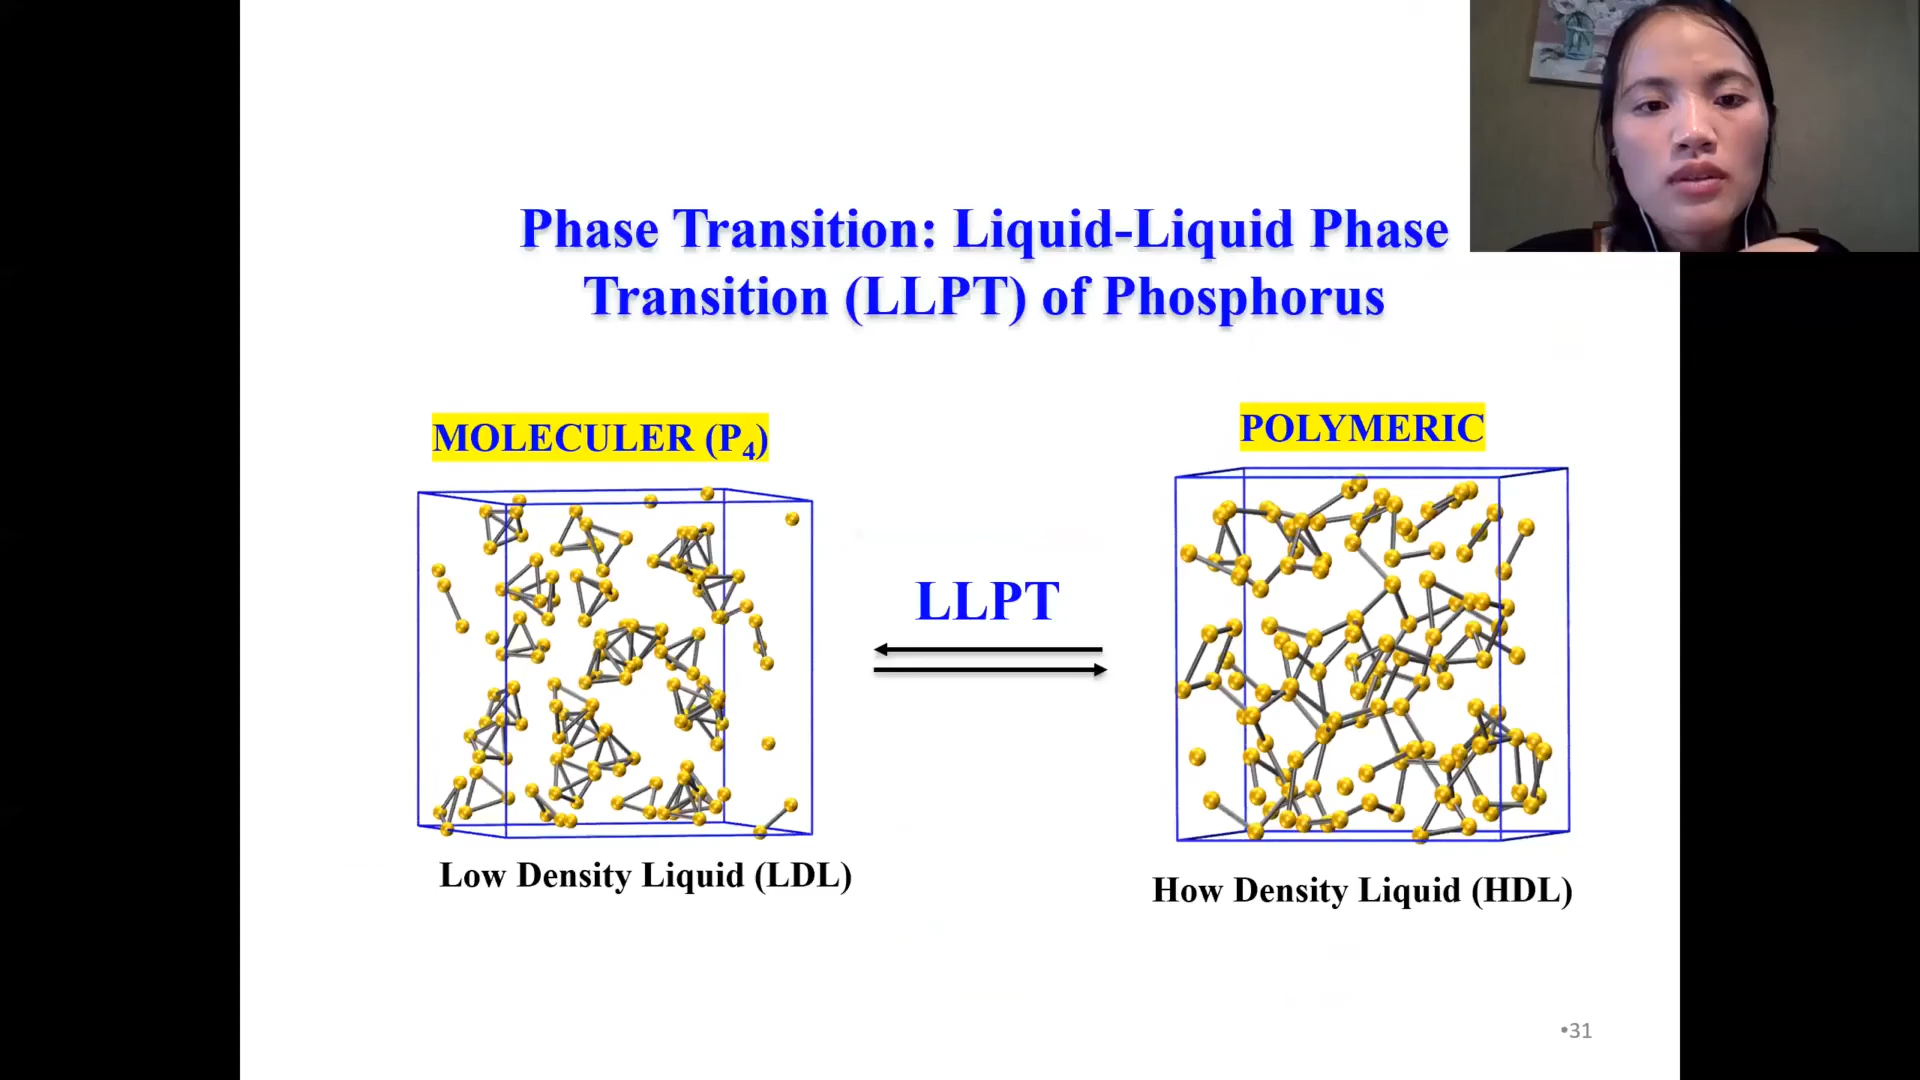 Phase Transition: Liquid-Liquid Phase
Transition (LLPT) of Phosphorus
MOLECULER (P₄)
POLYMERIC
LLPT
Low Density Liquid (LDL)
How Density Liquid (HDL)
•31